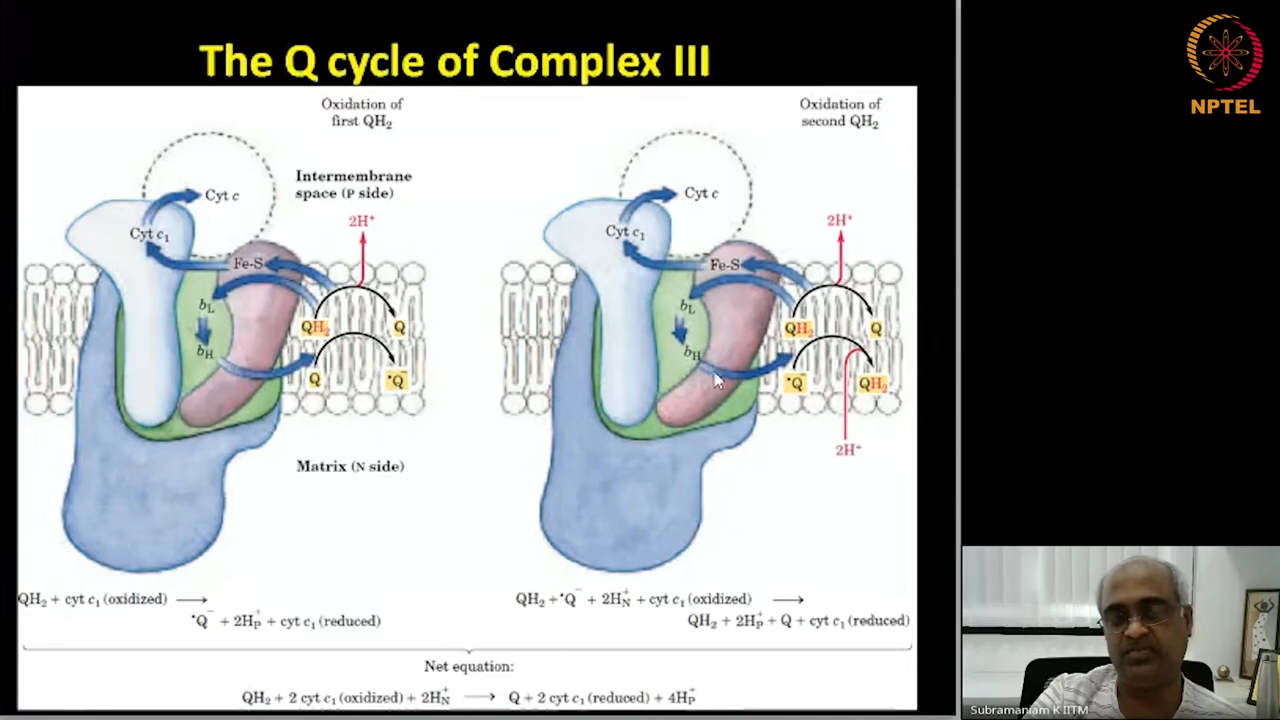 The Q cycle of Complex III
NPTEL
Oxidation of
first QH₂
Intermembrane
space (P side)
2H⁺
Cyt c
Cyt c₁
Fe-S
b_L
b_H
QH₂
Q
Q
•Q⁻
Matrix (N side)
QH₂ + cyt c₁ (oxidized) ⟶
•Q⁻ + 2H⁺_P + cyt c₁ (reduced)
Oxidation of
second QH₂
2H⁺
Cyt c
Cyt c₁
Fe-S
b_L
b_H
QH₂
Q
•Q⁻
QH₂
2H⁺
QH₂ + •Q⁻ + 2H⁺_N + cyt c₁ (oxidized) ⟶
QH₂ + 2H⁺_P + Q + cyt c₁ (reduced)
Net equation:
QH₂ + 2 cyt c₁ (oxidized) + 2H⁺_N ⟶ Q + 2 cyt c₁ (reduced) + 4H⁺_P
Subramaniam K IITM